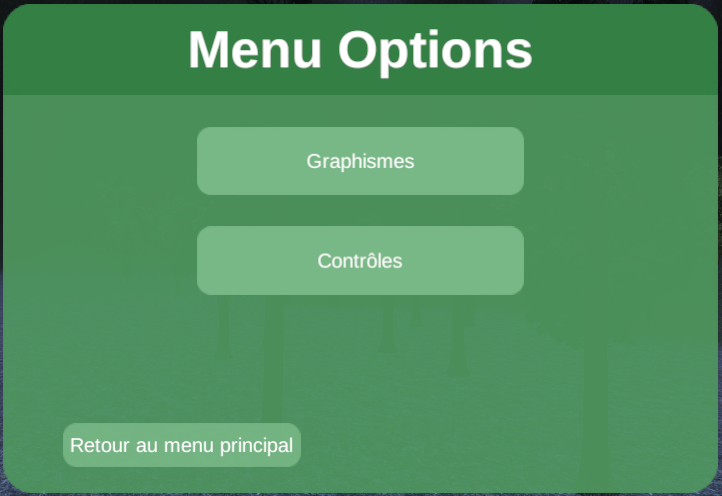 Menu Options
Graphismes
Contrôles
Retour au menu principal